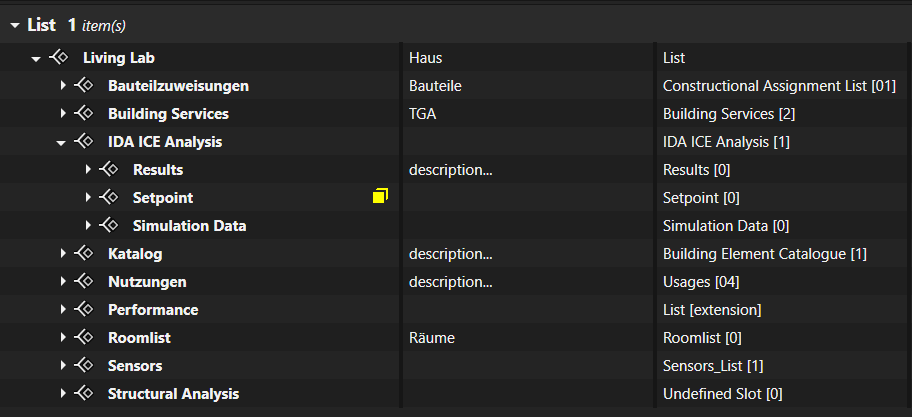 List 1 item(s)
Living Lab Haus List
Bauteilzuweisungen Bauteile Constructional Assignment List [01]
Building Services TGA Building Services [2]
IDA ICE Analysis IDA ICE Analysis [1]
Results description... Results [0]
Setpoint Setpoint [0]
Simulation Data Simulation Data [0]
Katalog description... Building Element Catalogue [1]
Nutzungen description... Usages [04]
Performance List [extension]
Roomlist Räume Roomlist [0]
Sensors Sensors_List [1]
Structural Analysis Undefined Slot [0]